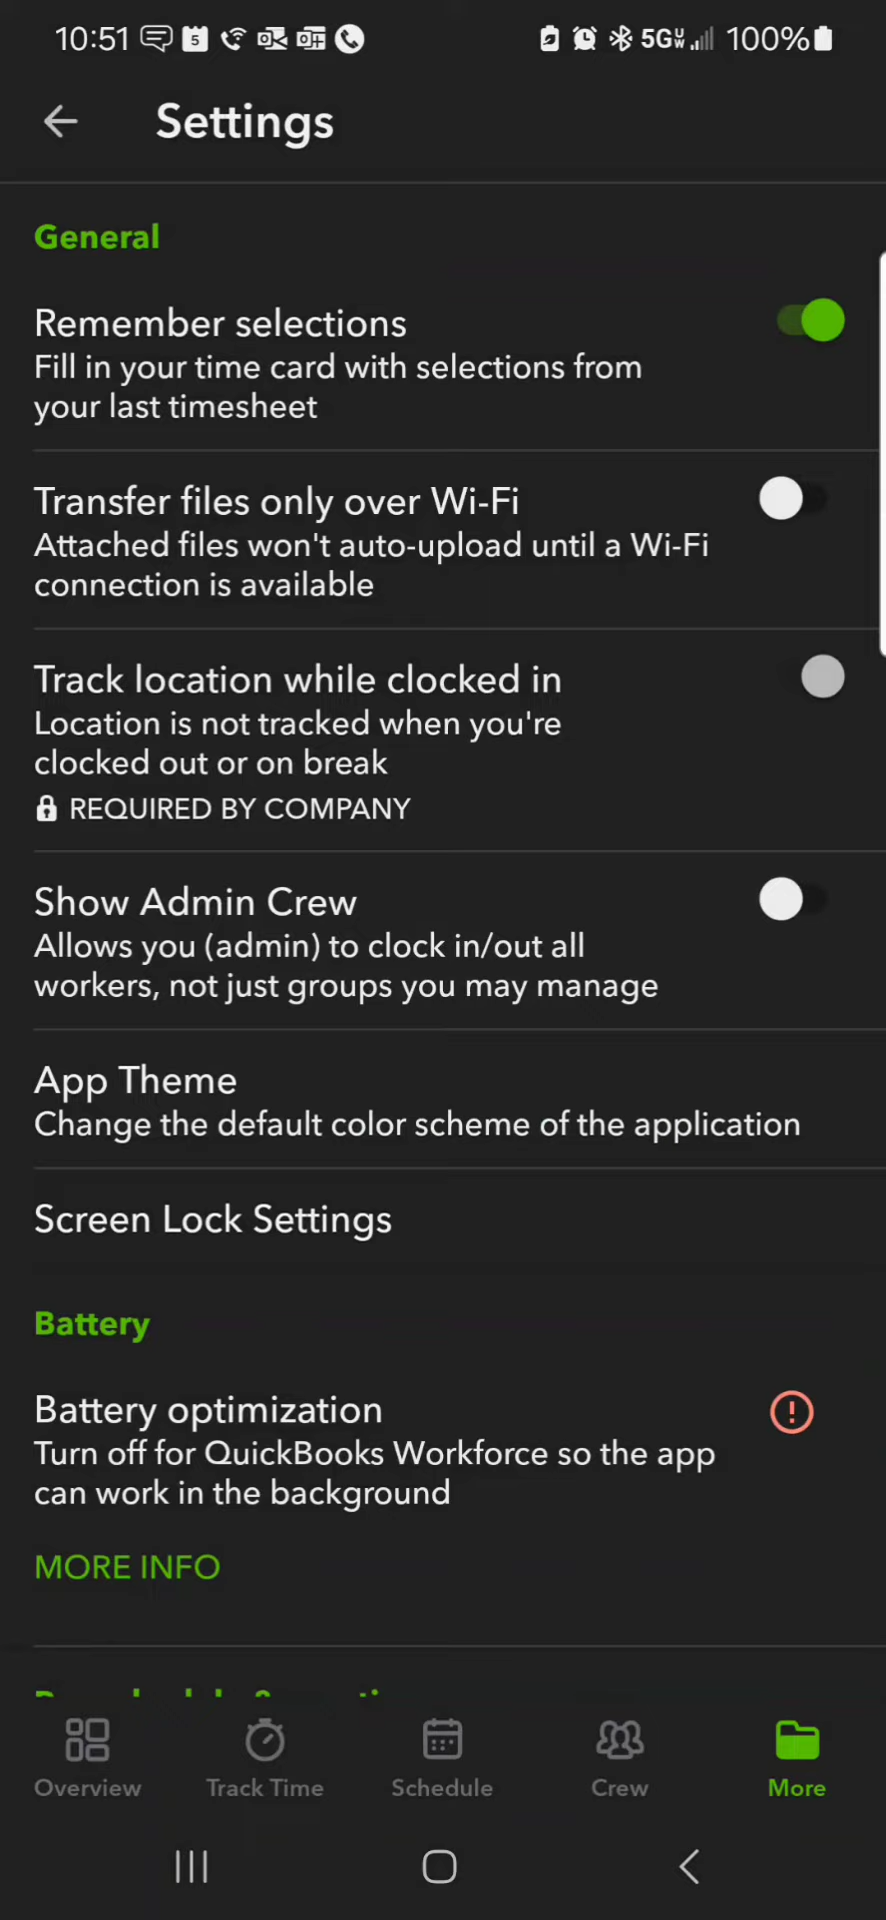 10:51 5 5G UW 100%
Settings
General
Remember selections
Fill in your time card with selections from
your last timesheet
Transfer files only over Wi-Fi
Attached files won't auto-upload until a Wi-Fi
connection is available
Track location while clocked in
Location is not tracked when you're
clocked out or on break
REQUIRED BY COMPANY
Show Admin Crew
Allows you (admin) to clock in/out all
workers, not just groups you may manage
App Theme
Change the default color scheme of the application
Screen Lock Settings
Battery
Battery optimization
Turn off for QuickBooks Workforce so the app
can work in the background
MORE INFO
Overview Track Time Schedule Crew More